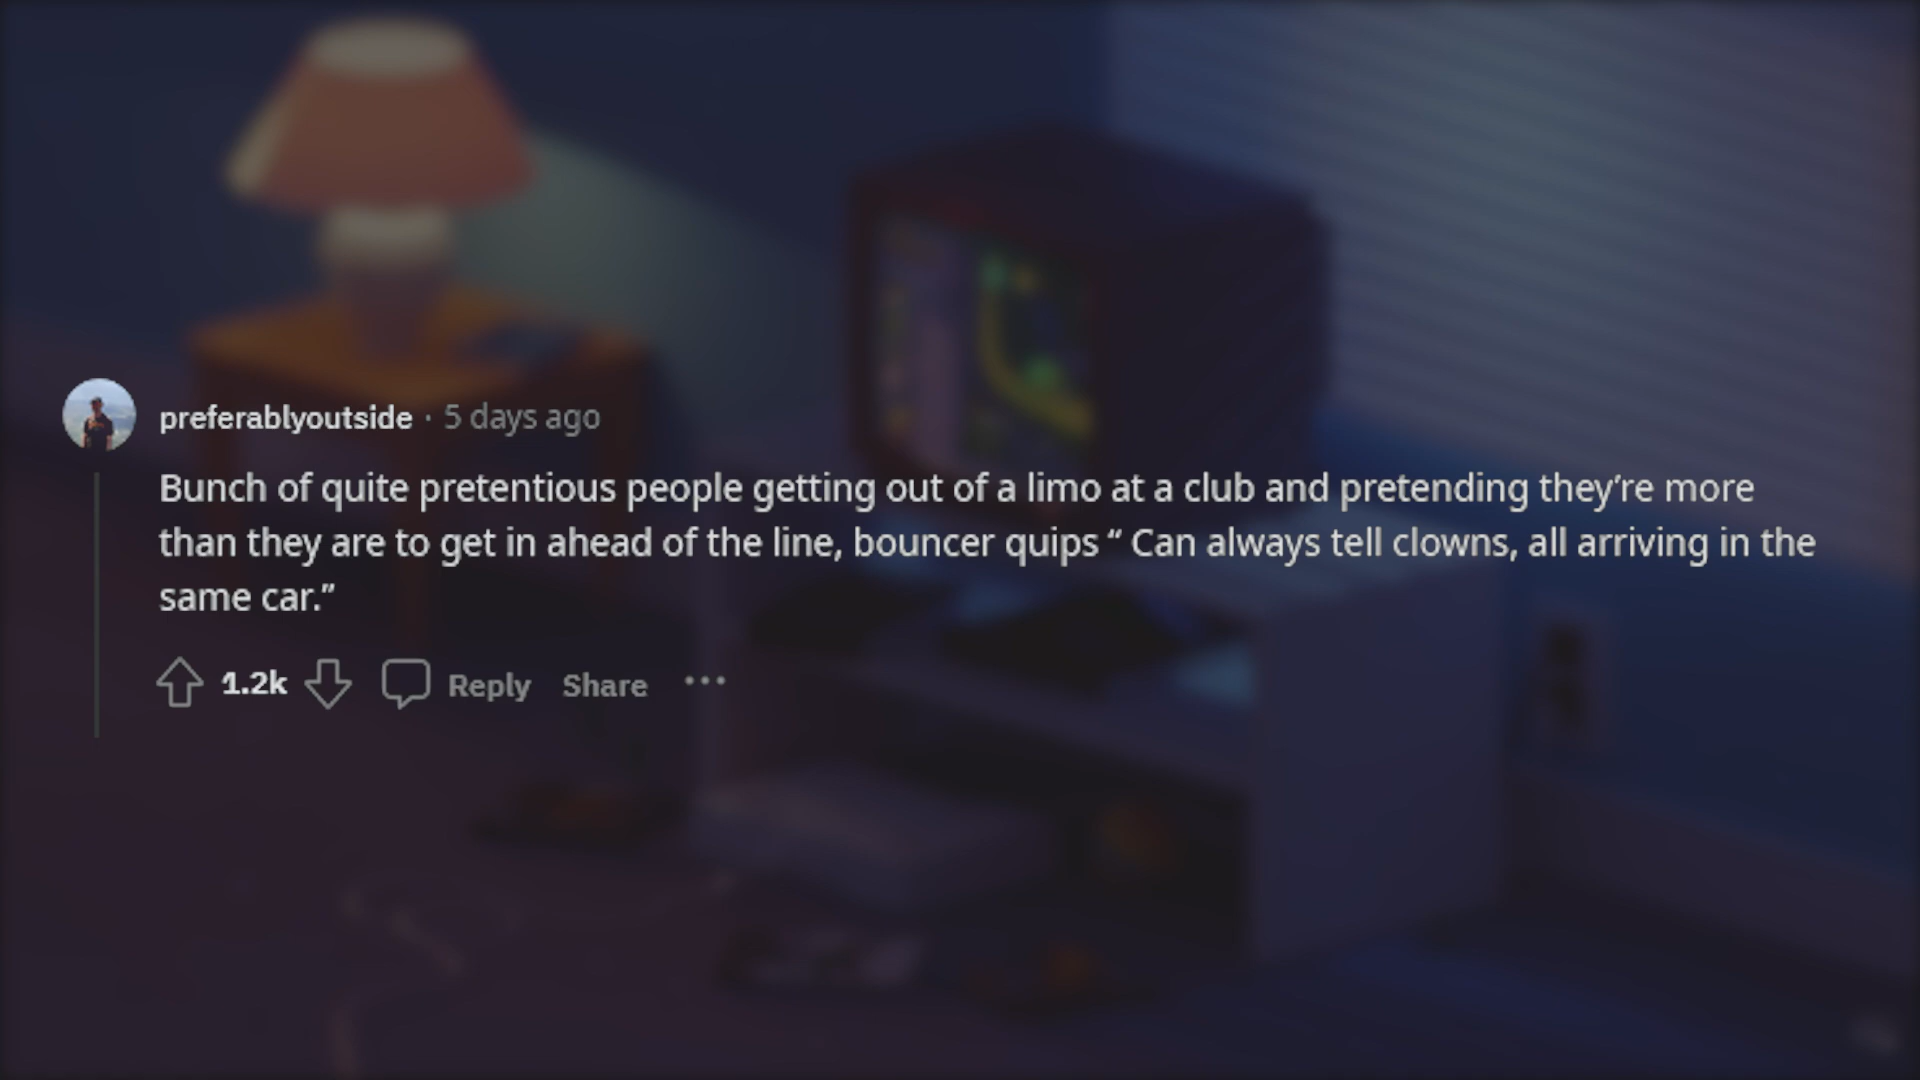 preferablyoutside · 5 days ago
Bunch of quite pretentious people getting out of a limo at a club and pretending they’re more
than they are to get in ahead of the line, bouncer quips “ Can always tell clowns, all arriving in the
same car.”
1.2k Reply Share ···